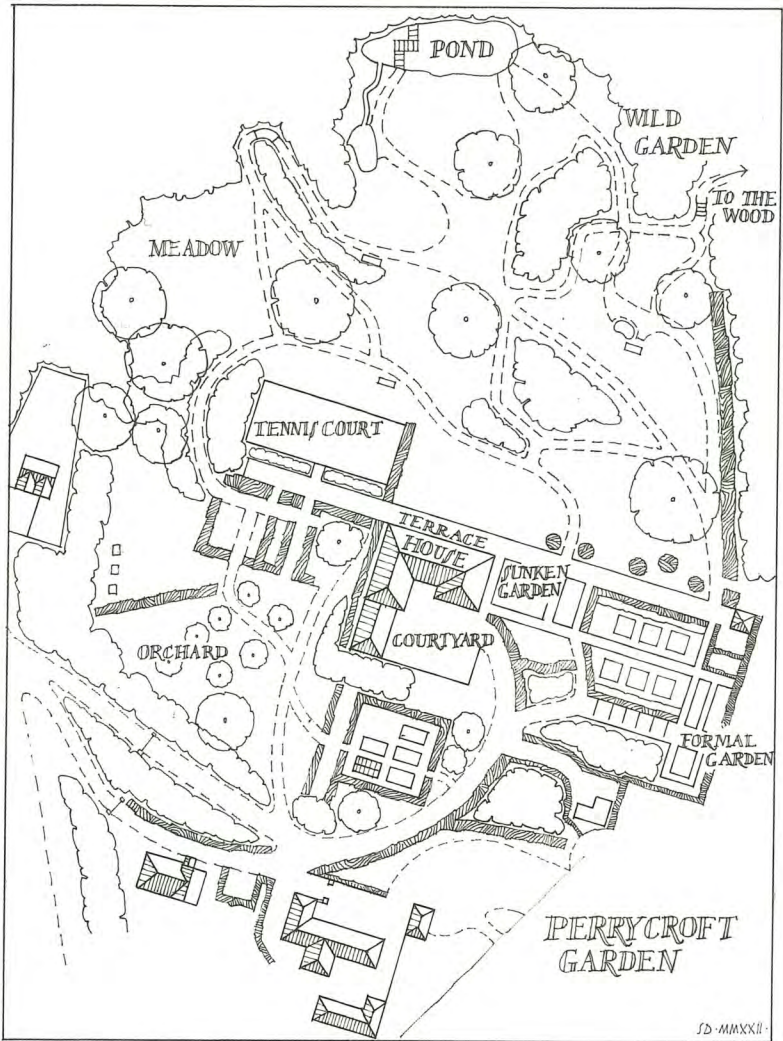 POND
WILD
GARDEN
TO THE
WOOD
MEADOW
TENNIS COURT
TERRACE
HOUSE
SUNKEN
GARDEN
COURTYARD
ORCHARD
FORMAL
GARDEN
PERRYCROFT
GARDEN
SD·MMXXII·